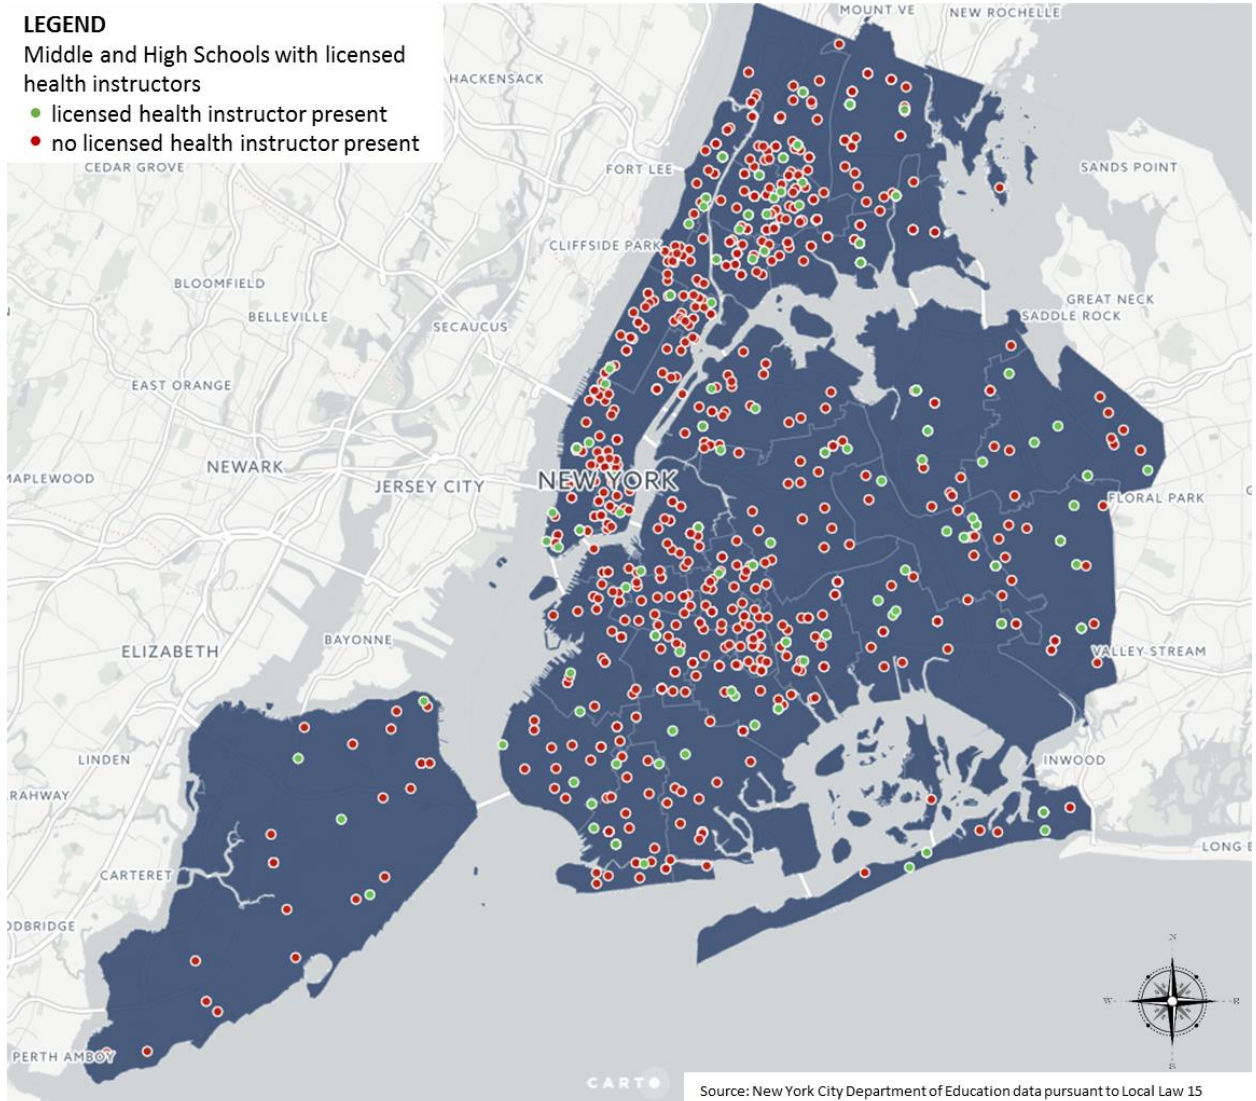 LEGEND
Middle and High Schools with licensed
health instructors
licensed health instructor present
no licensed health instructor present
MOUNT VE
NEW ROCHELLE
HACKENSACK
CEDAR GROVE
FORT LEE
SANDS POINT
CLIFFSIDE PARK
BLOOMFIELD
GREAT NECK
BELLEVILLE
SADDLE ROCK
SECAUCUS
EAST ORANGE
NEWARK
MAPLEWOOD
JERSEY CITY
NEW YORK
FLORAL PARK
BAYONNE
ELIZABETH
VALLEY STREAM
LINDEN
INWOOD
RAHWAY
LONG
CARTERET
ODBRIDGE
N
W
E
S
PERTH AMBOY
CARTO
Source: New York City Department of Education data pursuant to Local Law 15